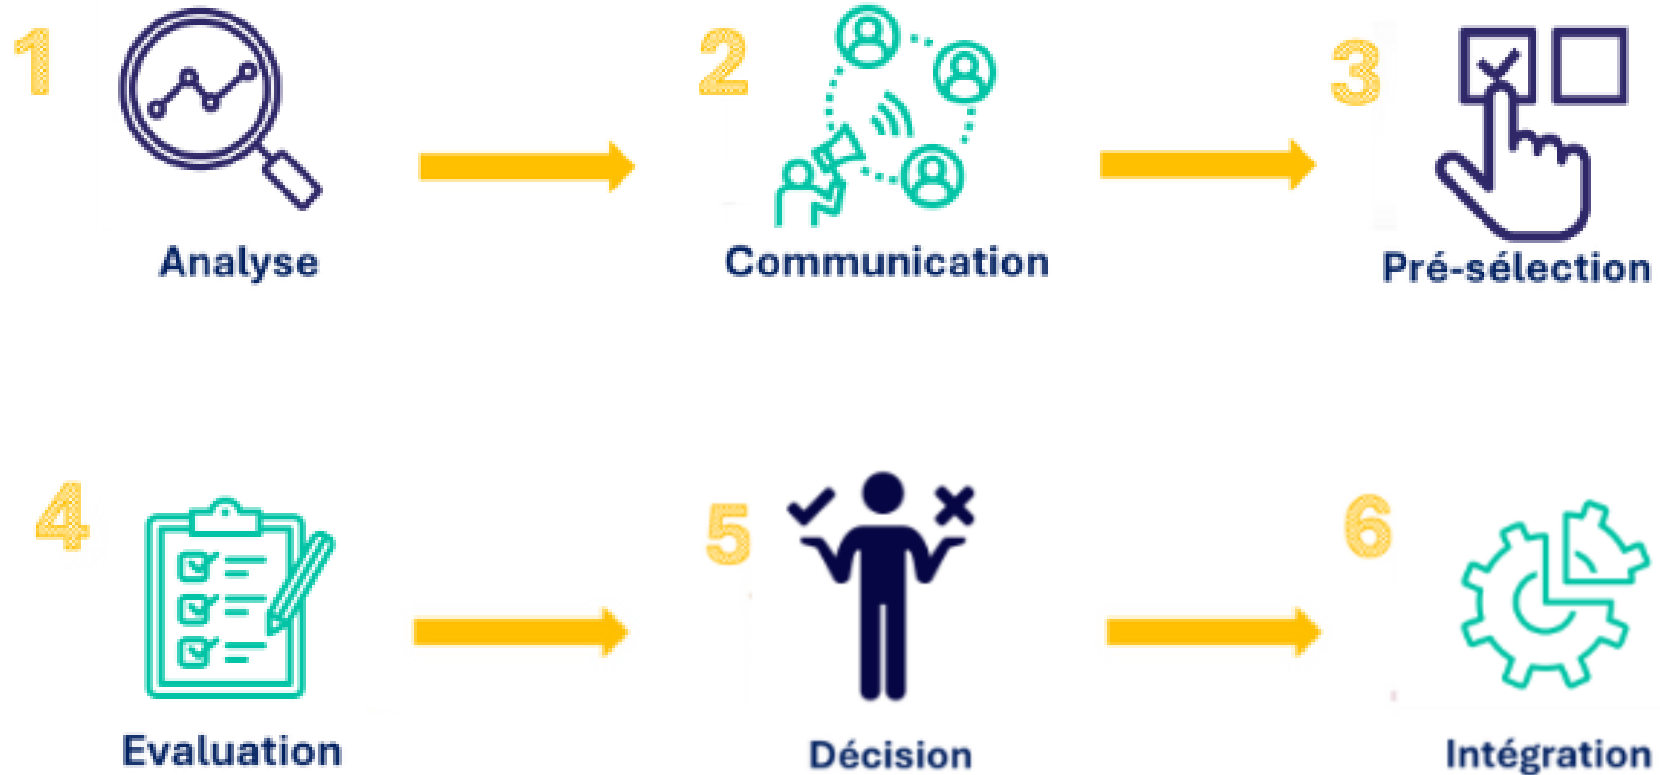 1
2
3
Analyse
Communication
Pré-sélection
4
5
6
Evaluation
Décision
Intégration